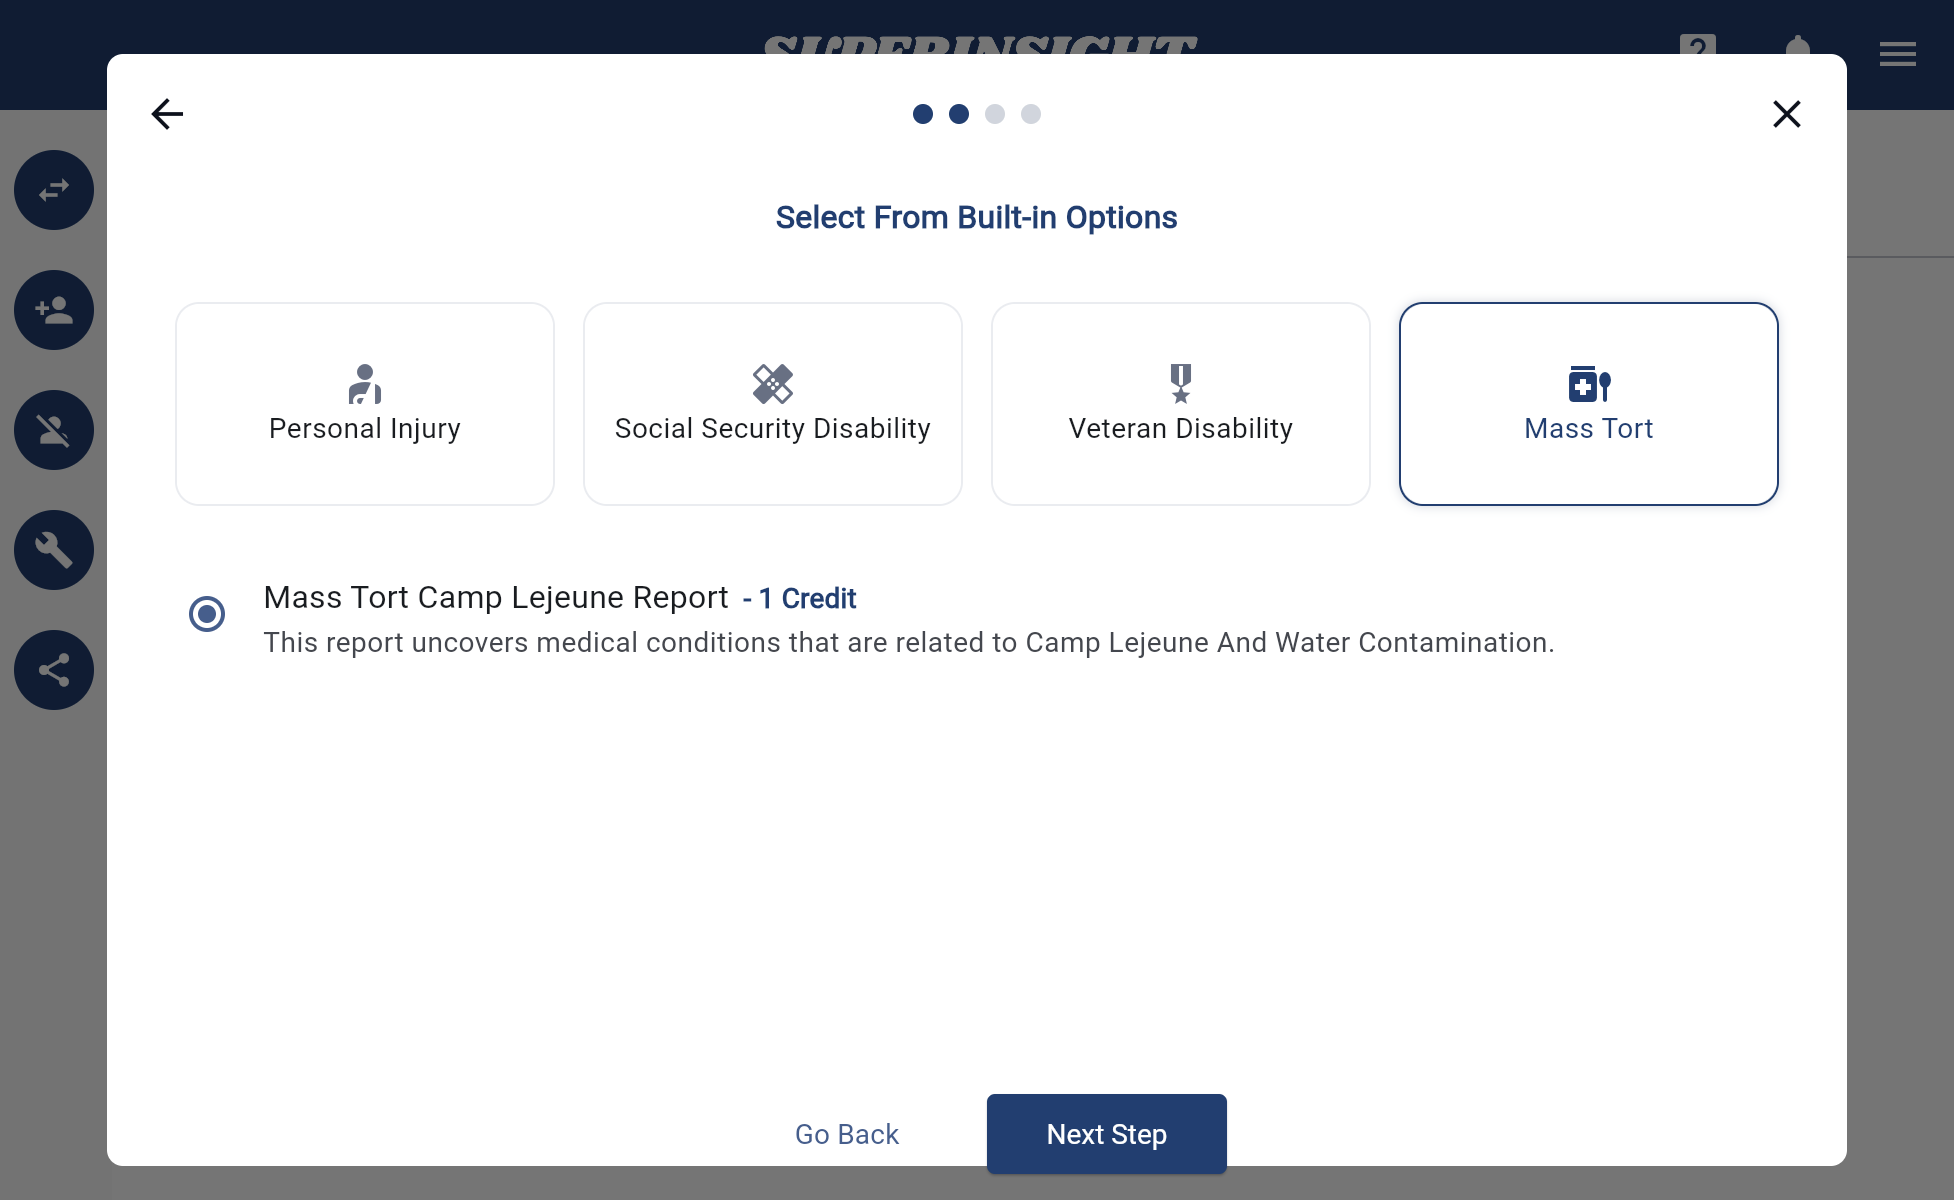 SUPERINSIGHT
Select From Built-in Options
Personal Injury
Social Security Disability
Veteran Disability
Mass Tort
Mass Tort Camp Lejeune Report - 1 Credit
This report uncovers medical conditions that are related to Camp Lejeune And Water Contamination.
Go Back
Next Step